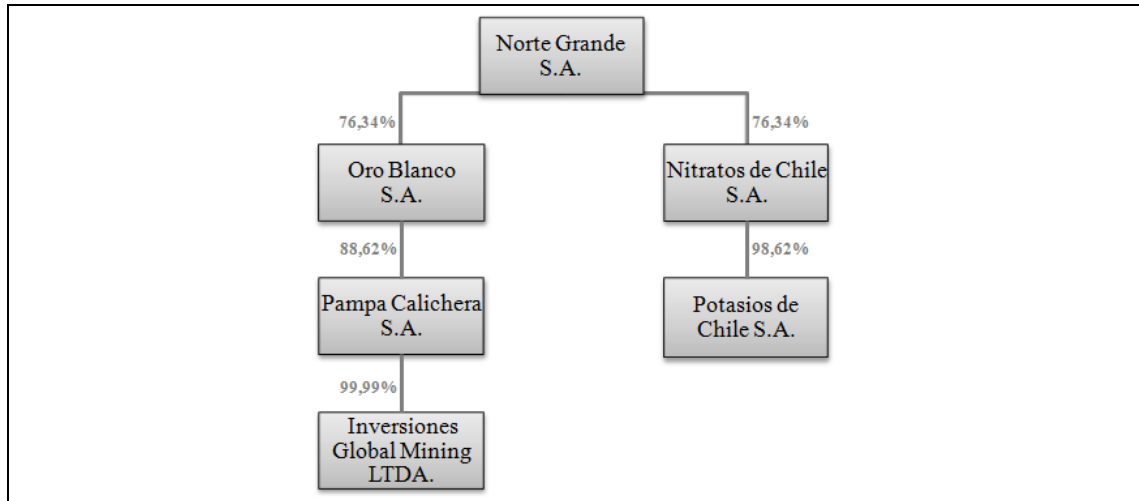 Norte Grande
S.A.
76,34%
76,34%
Oro Blanco
S.A.
Nitratos de Chile
S.A.
88,62%
98,62%
Pampa Calichera
S.A.
Potasios de
Chile S.A.
99,99%
Inversiones
Global Mining
LTDA.